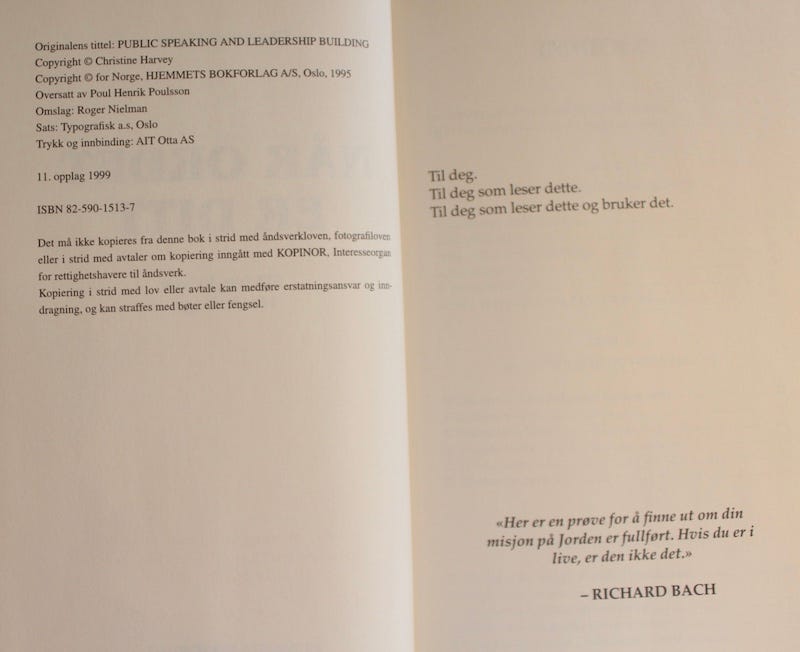 Originalens tittel: PUBLIC SPEAKING AND LEADERSHIP BUILDING
Copyright © Christine Harvey
Copyright © for Norge, HJEMMETS BOKFORLAG A/S, Oslo, 1995
Oversatt av Poul Henrik Poulsson
Omslag: Roger Nielman
Sats: Typografisk a.s, Oslo
Trykk og innbinding: AIT Otta AS
11. opplag 1999
ISBN 82-590-1513-7
Det må ikke kopieres fra denne bok i strid med åndsverkloven, fotografiloven
eller i strid med avtaler om kopiering inngått med KOPINOR, Interesseorgan
for rettighetshavere til åndsverk.
Kopiering i strid med lov eller avtale kan medføre erstatningsansvar og inn-
dragning, og kan straffes med bøter eller fengsel.
Til deg.
Til deg som leser dette.
Til deg som leser dette og bruker det.
«Her er en prøve for å finne ut om din
misjon på Jorden er fullført. Hvis du er i
live, er den ikke det.»
– RICHARD BACH